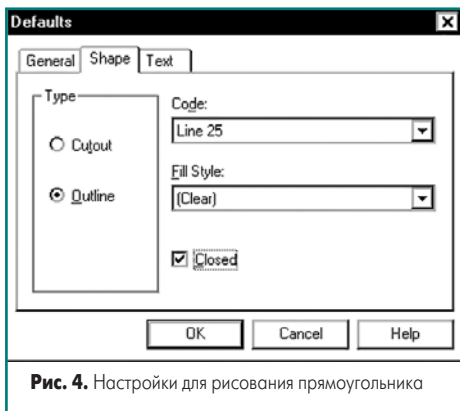 Defaults
General Shape Text
Type
Cutout
Outline
Code:
Line 25
Fill Style:
(Clear)
Closed
OK Cancel Help
Рис. 4. Настройки для рисования прямоугольника